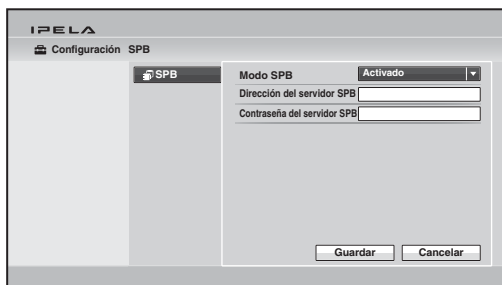 IPELA
Configuración SPB
SPB
Modo SPB Activado
Dirección del servidor SPB
Contraseña del servidor SPB
Guardar Cancelar